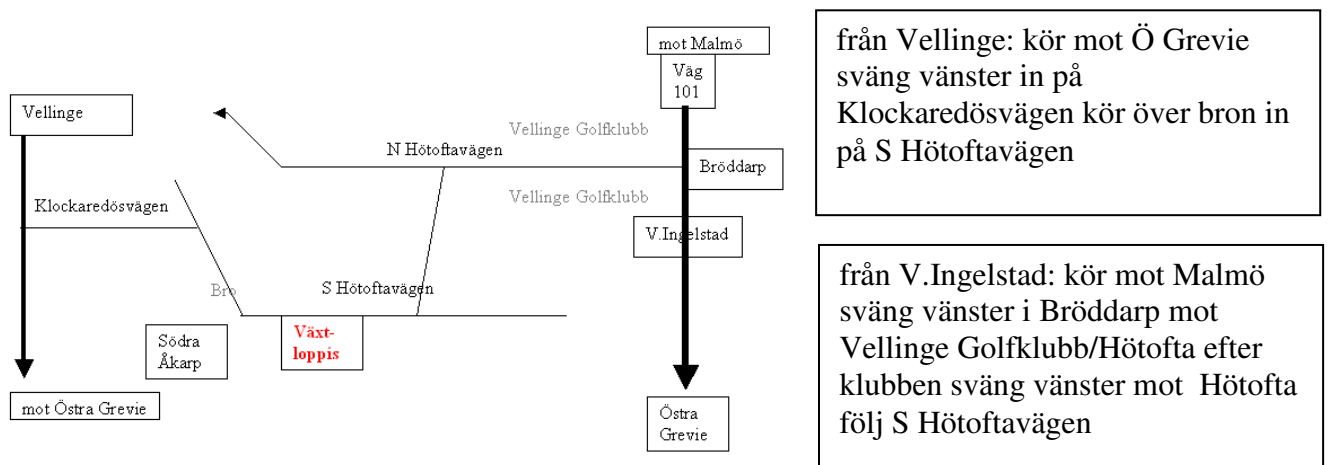 mot Malmö
Väg
101
Vellinge
Vellinge Golfklubb
N Hötoftavägen
Bröddarp
Vellinge Golfklubb
Klockaredösvägen
V.Ingelstad
Bro
S Hötoftavägen
Växt-
loppis
Södra
Åkarp
mot Östra Grevie
Östra
Grevie
från Vellinge: kör mot Ö Grevie
sväng vänster in på
Klockaredösvägen kör över bron in
på S Hötoftavägen
från V.Ingelstad: kör mot Malmö
sväng vänster i Bröddarp mot
Vellinge Golfklubb/Hötofta efter
klubben sväng vänster mot Hötofta
följ S Hötoftavägen